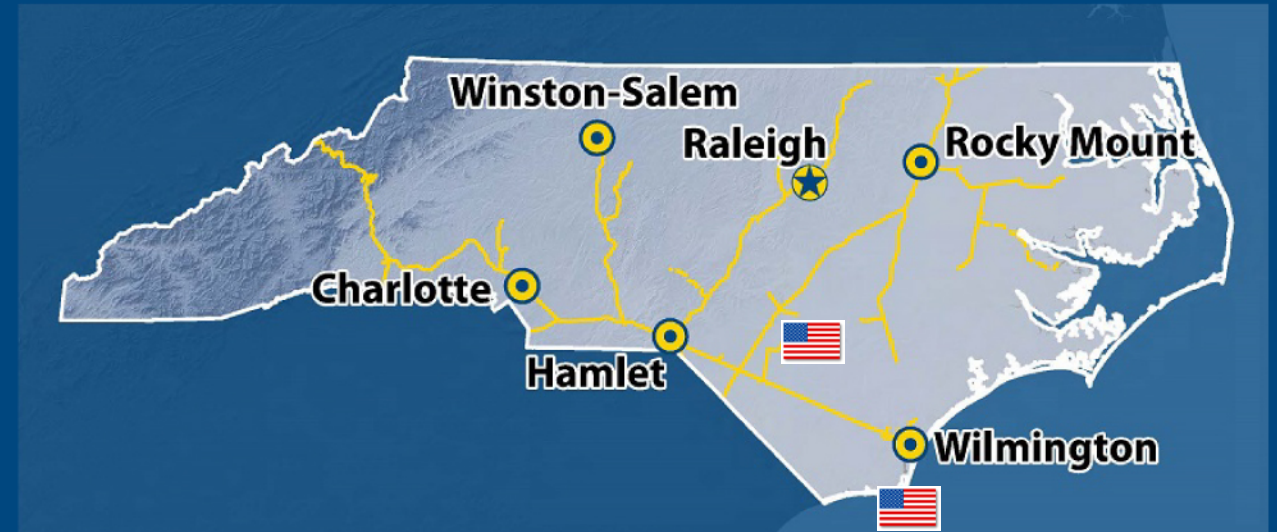 Winston-Salem
Raleigh
Rocky Mount
Charlotte
Hamlet
Wilmington